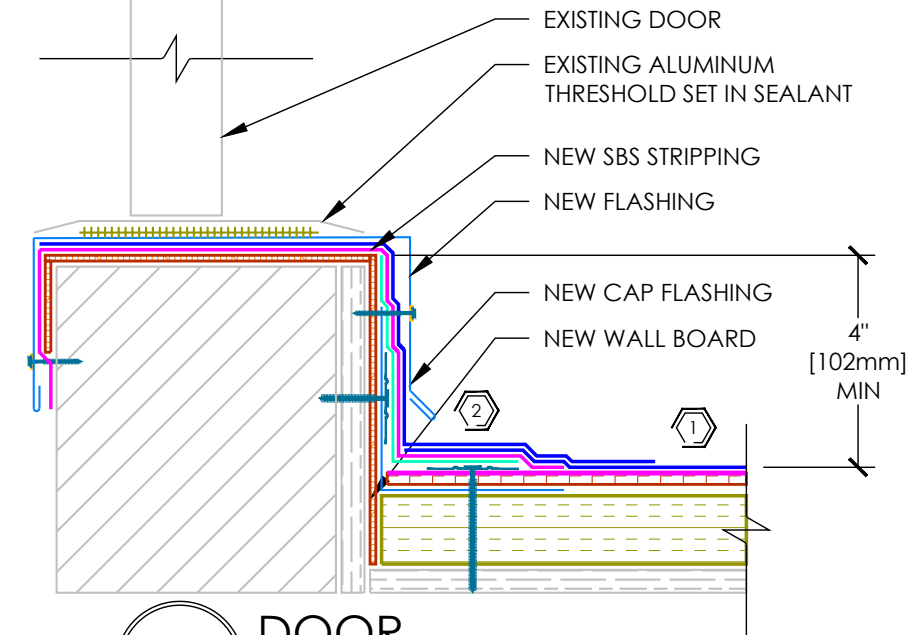 EXISTING DOOR
EXISTING ALUMINUM
THRESHOLD SET IN SEALANT
NEW SBS STRIPPING
NEW FLASHING
NEW CAP FLASHING
NEW WALL BOARD
4"
[102mm]
MIN
2
1
DOOR